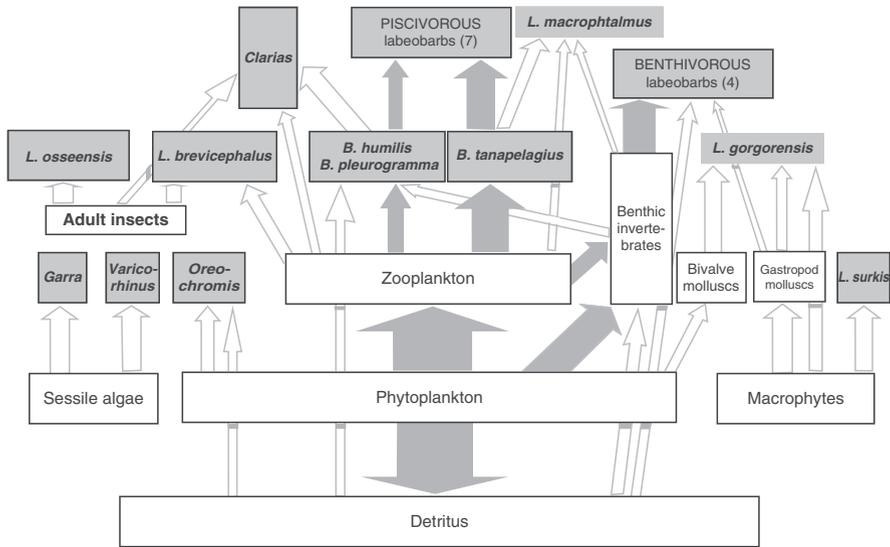 PISCIVOROUS
labeobarbs (7)
L. macrophtalmus
Clarias
BENTHIVOROUS
labeobarbs (4)
L. osseensis
L. brevicephalus
B. humilis
B. pleurogramma
B. tanapelagius
L. gorgorensis
Adult insects
Benthic
inverte-
brates
Garra
Varico-
rhinus
Oreo-
chromis
Zooplankton
Bivalve
molluscs
Gastropod
molluscs
L. surkis
Sessile algae
Phytoplankton
Macrophytes
Detritus